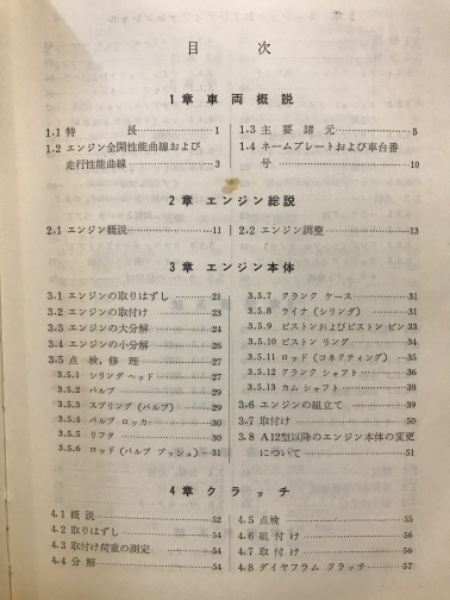 目 次
1章 車両概説
1·1 特 長……………1
1·2 エンジン全開性能曲線および
走行性能曲線……………3
1·3 主要諸元……………5
1·4 ネームプレートおよび車台番
号……………10
2章 エンジン総説
2·1 エンジン概説……………11
2·2 エンジン調整……………13
3章 エンジン本体
3·1 エンジンの取りはずし……………21
3·2 エンジンの取付け……………23
3·3 エンジンの大分解……………24
3·4 エンジンの小分解……………26
3·5 点検,修理……………27
3.5.1 シリンダ ヘッド……………27
3.5.2 バルブ……………29
3.5.3 スプリング(バルブ)……………29
3.5.4 バルブ ロッカ……………30
3.5.5 リフタ……………30
3.5.6 ロッド(バルブ プッシュ)…31
3.5.7 クランク ケース……………31
3.5.8 ライナ(シリンダ)……………31
3.5.9 ピストンおよびピストン ピン 33
3.5.10 ピストン リング……………34
3.5.11 ロッド(コネクティング)…35
3.5.12 クランク シャフト……………36
3.5.13 カム シャフト……………38
3·6 エンジンの組立て……………39
3·7 取付け……………50
3·8 A12型以降のエンジン本体の変更
について……………51
4章 クラッチ
4·1 概説……………52
4·2 取りはずし……………54
4·3 取付け荷重の測定……………54
4·4 分解……………54
4·5 点検……………55
4·6 組付け……………56
4·7 取付け……………56
4·8 ダイヤフラム クラッチ……………57